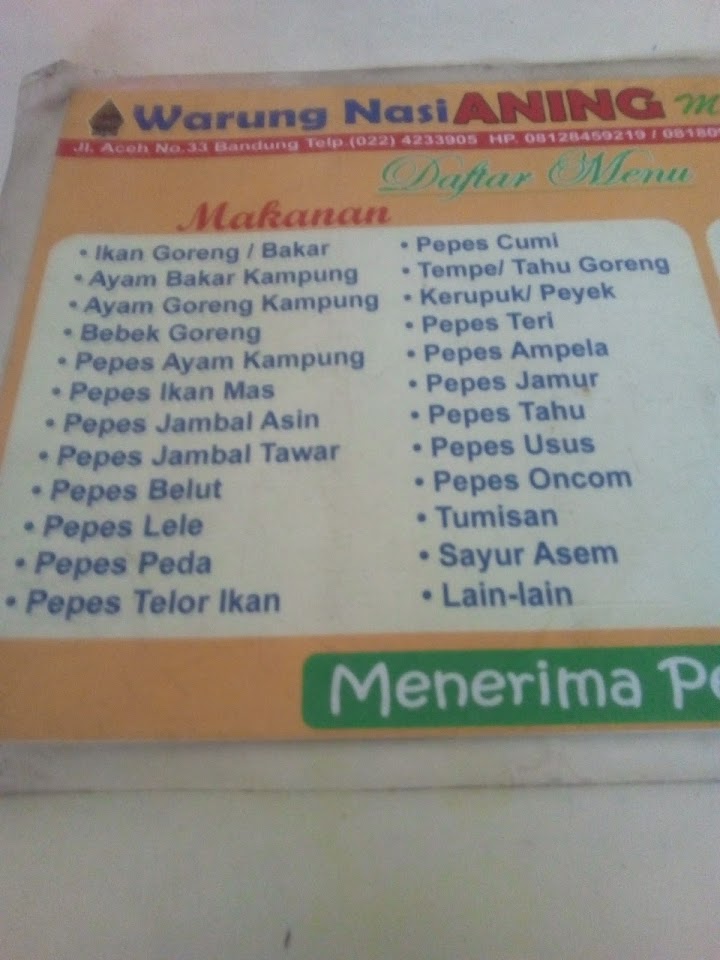 Warung Nasi ANING
Jl. Aceh No.33 Bandung Telp.(022) 4233905 HP. 08128459219 /
Daftar Menu
Makanan
• Ikan Goreng / Bakar
• Ayam Bakar Kampung
• Ayam Goreng Kampung
• Bebek Goreng
• Pepes Ayam Kampung
• Pepes Ikan Mas
• Pepes Jambal Asin
• Pepes Jambal Tawar
• Pepes Belut
• Pepes Lele
• Pepes Peda
• Pepes Telor Ikan
• Pepes Cumi
• Tempe/ Tahu Goreng
• Kerupuk/ Peyek
• Pepes Teri
• Pepes Ampela
• Pepes Jamur
• Pepes Tahu
• Pepes Usus
• Pepes Oncom
• Tumisan
• Sayur Asem
• Lain-lain
Menerima